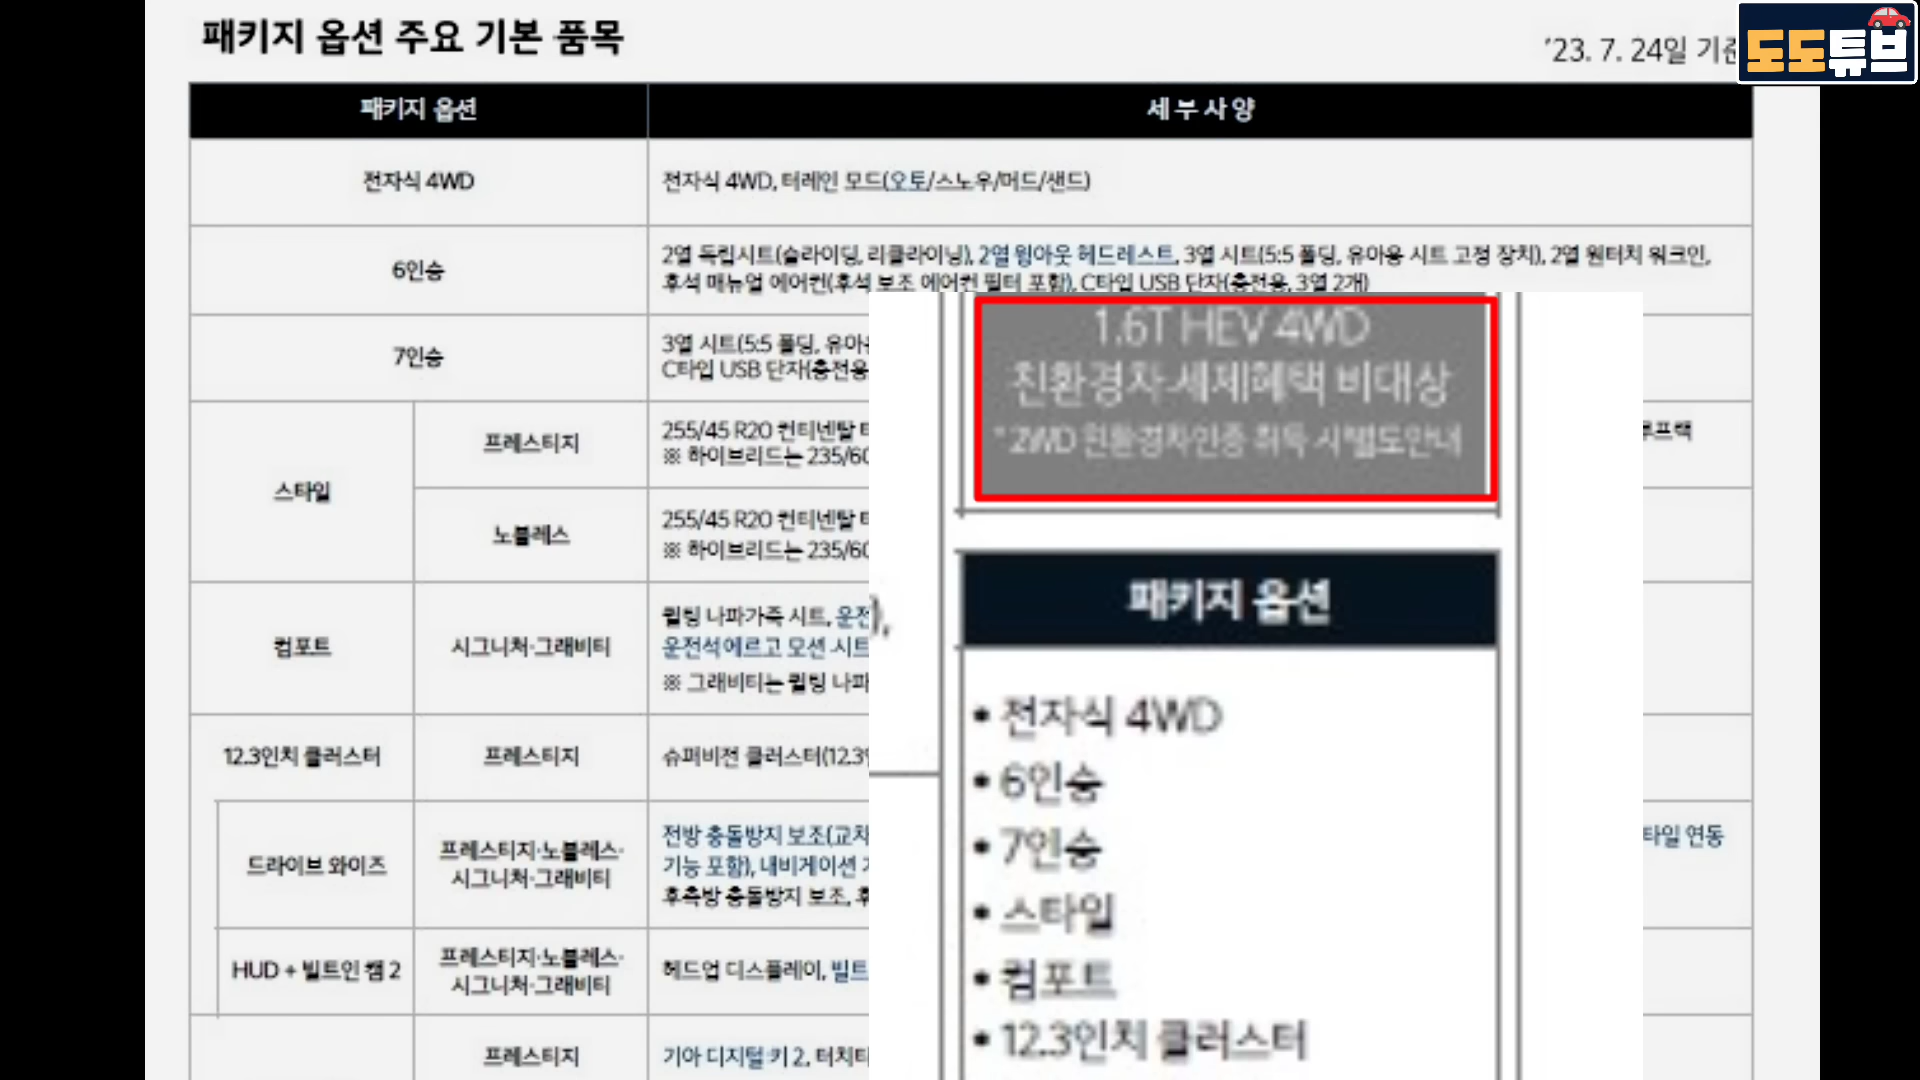 패키지 옵션 주요 기본 품목
'23. 7. 24일 기준
도도튜브
패키지 옵션
세부사양
전자식 4WD
전자식 4WD, 터레인 모드(오토/스노우/머드/샌드)
6인승
2열 독립시트(슬라이딩, 리클라이닝), 2열 윙아웃 헤드레스트, 3열 시트(5:5 폴딩, 유아용 시트 고정 장치), 2열 원터치 워크인,
후석 매뉴얼 에어컨(후석 보조 에어컨 필터 포함), C타입 USB 단자(충전용, 3열 2개)
7인승
3열 시트(5:5 폴딩, 유아용
C타입 USB 단자(충전용,
스타일
프레스티지
255/45 R20 컨티넨탈 타
※ 하이브리드는 235/60
루프랙
노블레스
255/45 R20 컨티넨탈 타
※ 하이브리드는 235/60
컴포트
시그니처·그래비티
퀼팅 나파가죽 시트, 운전
운전석 에르고 모션 시트
※ 그래비티는 퀼팅 나파
),
12.3인치 클러스터
프레스티지
슈퍼비전 클러스터(12.3인
드라이브 와이즈
프레스티지·노블레스·
시그니처·그래비티
전방 충돌방지 보조(교차
기능 포함), 내비게이션 기
후측방 충돌방지 보조, 후
타일 연동
HUD + 빌트인 캠 2
프레스티지·노블레스·
시그니처·그래비티
헤드업 디스플레이, 빌트
프레스티지
기아 디지털 키 2, 터치타
1.6T HEV 4WD
친환경차 세제혜택 비대상
* 2WD 친환경차 인증 취득 시 별도 안내
패키지 옵션
• 전자식 4WD
• 6인승
• 7인승
• 스타일
• 컴포트
• 12.3인치 클러스터